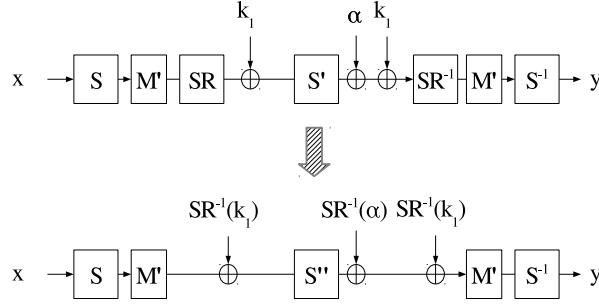 k₁ α k₁
x S M' SR S' SR⁻¹ M' S⁻¹ y
SR⁻¹(k₁) SR⁻¹(α) SR⁻¹(k₁)
x S M' S'' M' S⁻¹ y